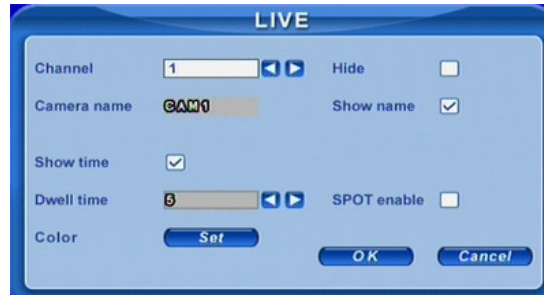 LIVE
Channel 1 Hide
Camera name CAM1 Show name
Show time
Dwell time 5 SPOT enable
Color Set
OK Cancel